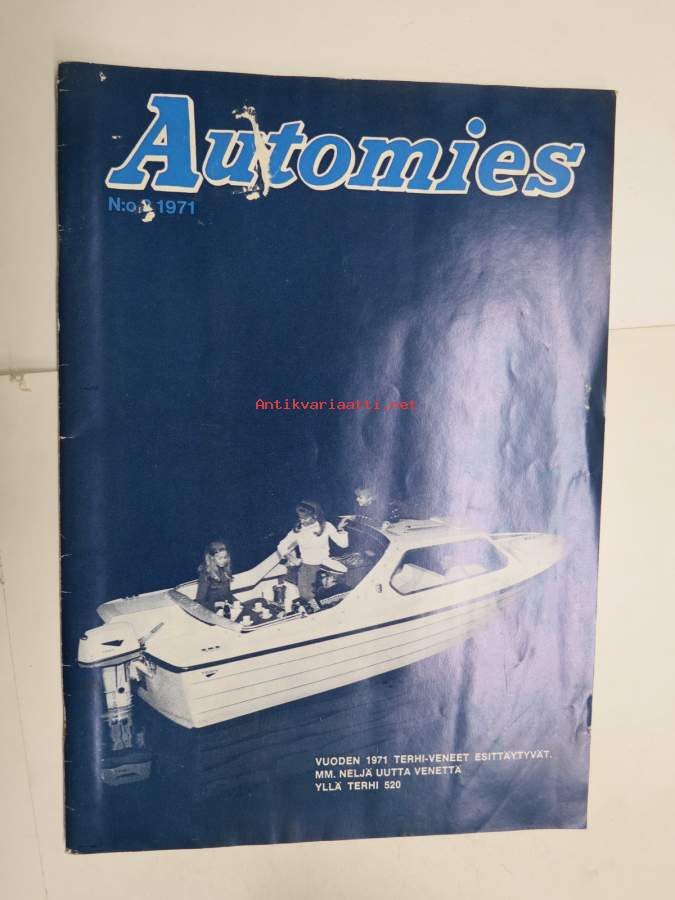 Automies
N:o 1971
Antikvariaatti.net
VUODEN 1971 TERHI-VENEET ESITTÄYTYVÄT.
MM. NELJÄ UUTTA VENETTÄ
YLLÄ TERHI 520